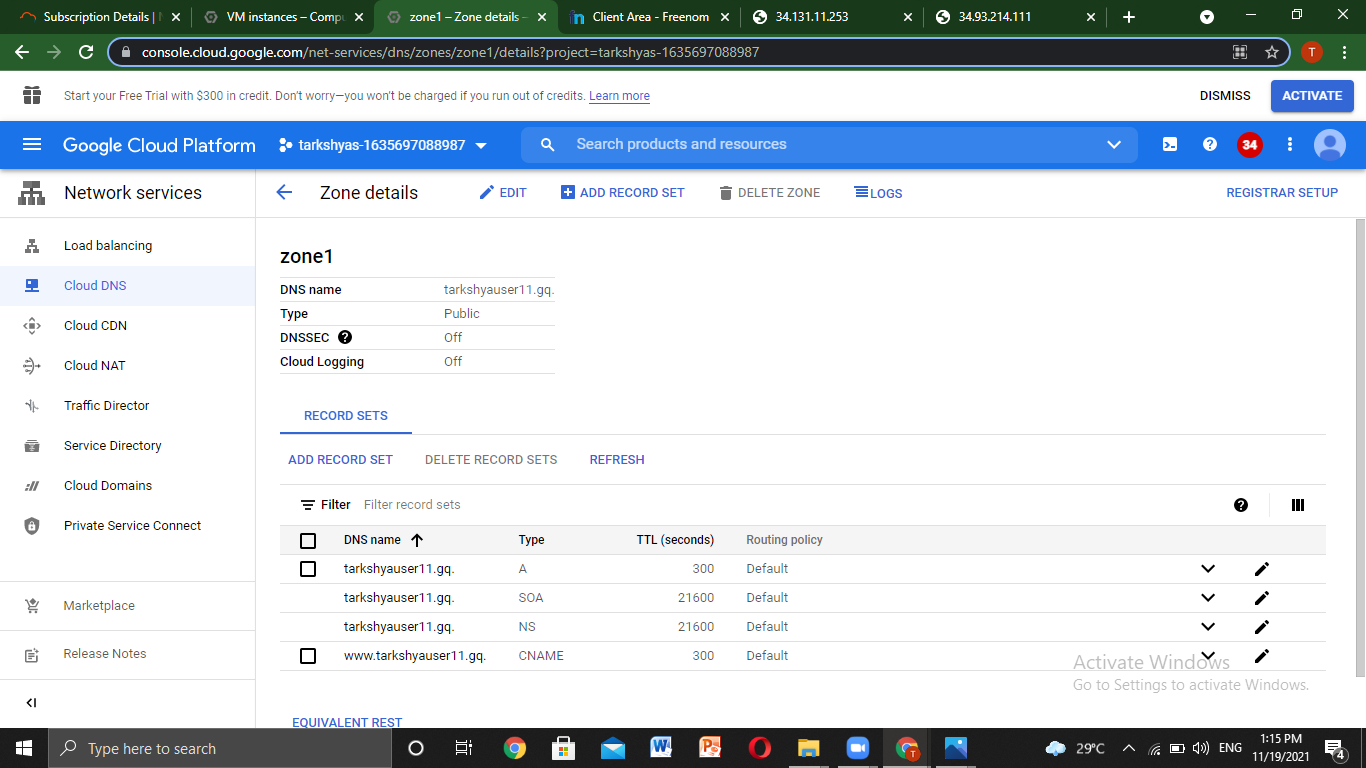 Subscription Details |
VM instances – Compu
zone1 – Zone details –
Client Area - Freenom
34.131.11.253
34.93.214.111
console.cloud.google.com/net-services/dns/zones/zone1/details?project=tarkshyas-1635697088987
T
Start your Free Trial with $300 in credit. Don't worry—you won't be charged if you run out of credits. Learn more
DISMISS
ACTIVATE
Google Cloud Platform
tarkshyas-1635697088987
Search products and resources
34
Network services
Zone details
EDIT
ADD RECORD SET
DELETE ZONE
LOGS
REGISTRAR SETUP
Load balancing
Cloud DNS
Cloud CDN
Cloud NAT
Traffic Director
Service Directory
Cloud Domains
Private Service Connect
Marketplace
Release Notes
zone1
DNS name tarkshyauser11.gq.
Type Public
DNSSEC Off
Cloud Logging Off
RECORD SETS
ADD RECORD SET DELETE RECORD SETS REFRESH
Filter Filter record sets
DNS name Type TTL (seconds) Routing policy
tarkshyauser11.gq. A 300 Default
tarkshyauser11.gq. SOA 21600 Default
tarkshyauser11.gq. NS 21600 Default
www.tarkshyauser11.gq. CNAME 300 Default
Activate Windows
Go to Settings to activate Windows.
EQUIVALENT REST
Type here to search
29°C
ENG
1:15 PM
11/19/2021
4